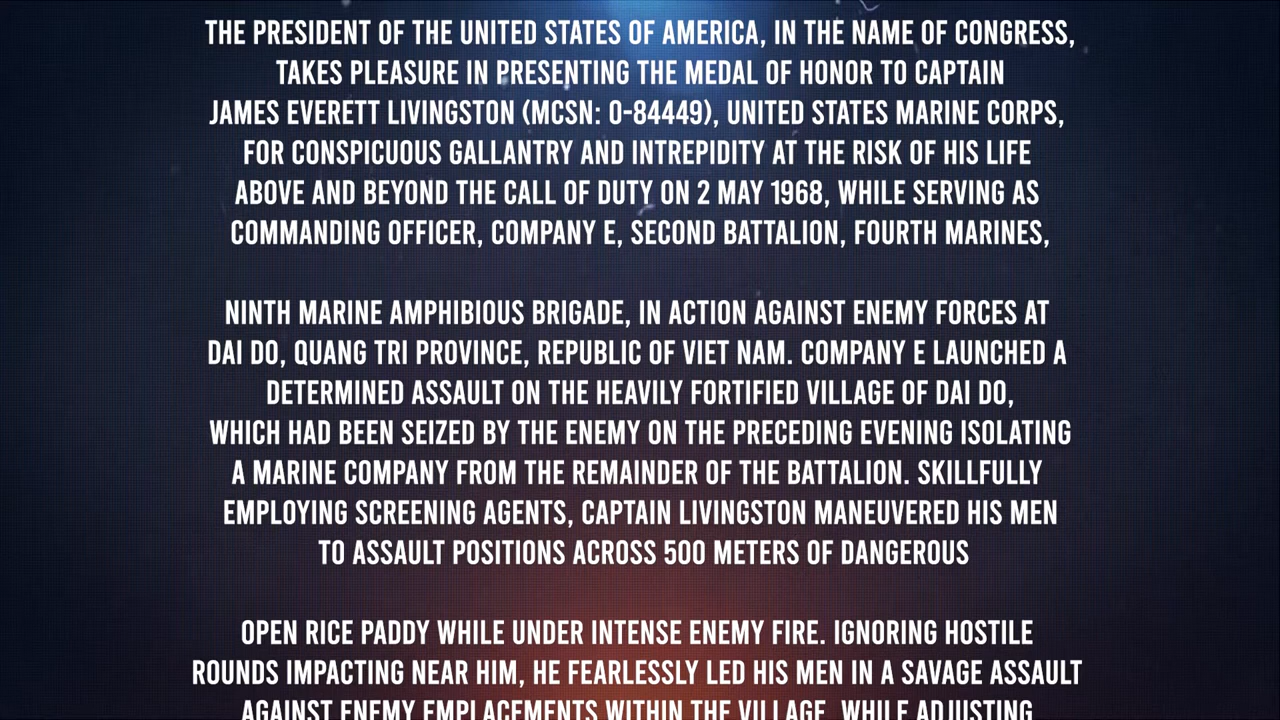 THE PRESIDENT OF THE UNITED STATES OF AMERICA, IN THE NAME OF CONGRESS,
TAKES PLEASURE IN PRESENTING THE MEDAL OF HONOR TO CAPTAIN
JAMES EVERETT LIVINGSTON (MCSN: 0-84449), UNITED STATES MARINE CORPS,
FOR CONSPICUOUS GALLANTRY AND INTREPIDITY AT THE RISK OF HIS LIFE
ABOVE AND BEYOND THE CALL OF DUTY ON 2 MAY 1968, WHILE SERVING AS
COMMANDING OFFICER, COMPANY E, SECOND BATTALION, FOURTH MARINES,
NINTH MARINE AMPHIBIOUS BRIGADE, IN ACTION AGAINST ENEMY FORCES AT
DAI DO, QUANG TRI PROVINCE, REPUBLIC OF VIET NAM. COMPANY E LAUNCHED A
DETERMINED ASSAULT ON THE HEAVILY FORTIFIED VILLAGE OF DAI DO,
WHICH HAD BEEN SEIZED BY THE ENEMY ON THE PRECEDING EVENING ISOLATING
A MARINE COMPANY FROM THE REMAINDER OF THE BATTALION. SKILLFULLY
EMPLOYING SCREENING AGENTS, CAPTAIN LIVINGSTON MANEUVERED HIS MEN
TO ASSAULT POSITIONS ACROSS 500 METERS OF DANGEROUS
OPEN RICE PADDY WHILE UNDER INTENSE ENEMY FIRE. IGNORING HOSTILE
ROUNDS IMPACTING NEAR HIM, HE FEARLESSLY LED HIS MEN IN A SAVAGE ASSAULT
AGAINST ENEMY EMPLACEMENTS WITHIN THE VILLAGE. WHILE ADJUSTING